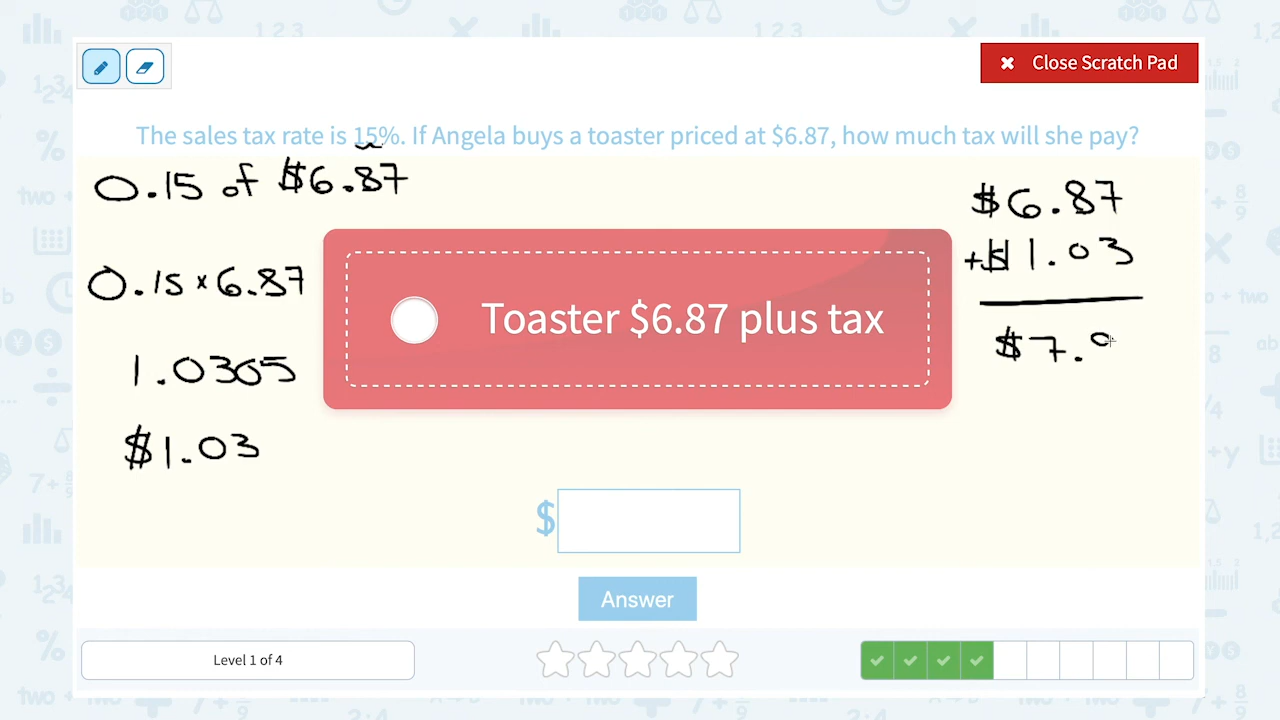 Close Scratch Pad
The sales tax rate is 15%. If Angela buys a toaster priced at $6.87, how much tax will she pay?
0.15 of $6.87
0.15 × 6.87
1.0305
$1.03
Toaster $6.87 plus tax
$6.87
+$1.03
$7.9
$
Answer
Level 1 of 4